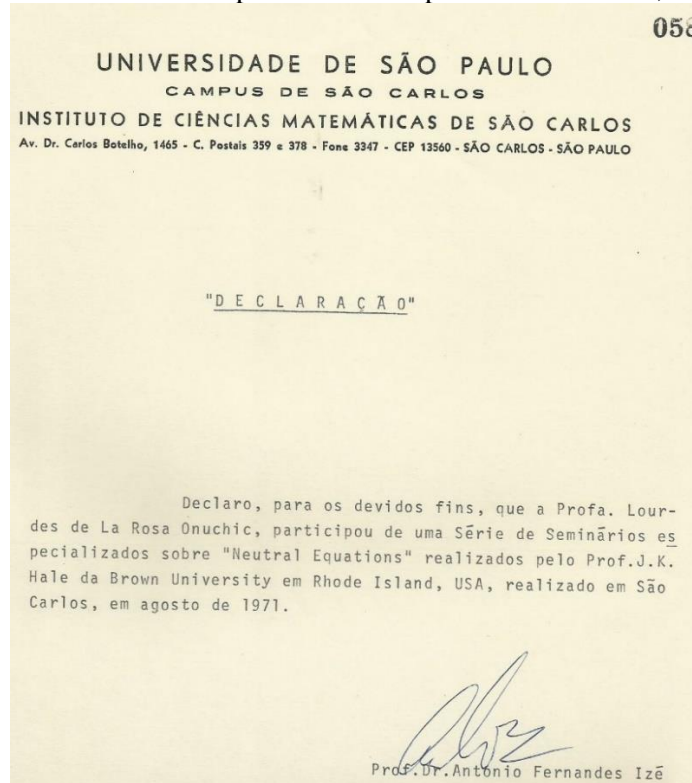 058
UNIVERSIDADE DE SÃO PAULO
CAMPUS DE SÃO CARLOS
INSTITUTO DE CIÊNCIAS MATEMÁTICAS DE SÃO CARLOS
Av. Dr. Carlos Botelho, 1465 - C. Postais 359 e 378 - Fone 3347 - CEP 13560 - SÃO CARLOS - SÃO PAULO
"D E C L A R A Ç Ã O"
Declaro, para os devidos fins, que a Profa. Lour-
des de La Rosa Onuchic, participou de uma Série de Seminários es
pecializados sobre "Neutral Equations" realizados pelo Prof.J.K.
Hale da Brown University em Rhode Island, USA, realizado em São
Carlos, em agosto de 1971.
Prof.Dr.Antonio Fernandes Izé